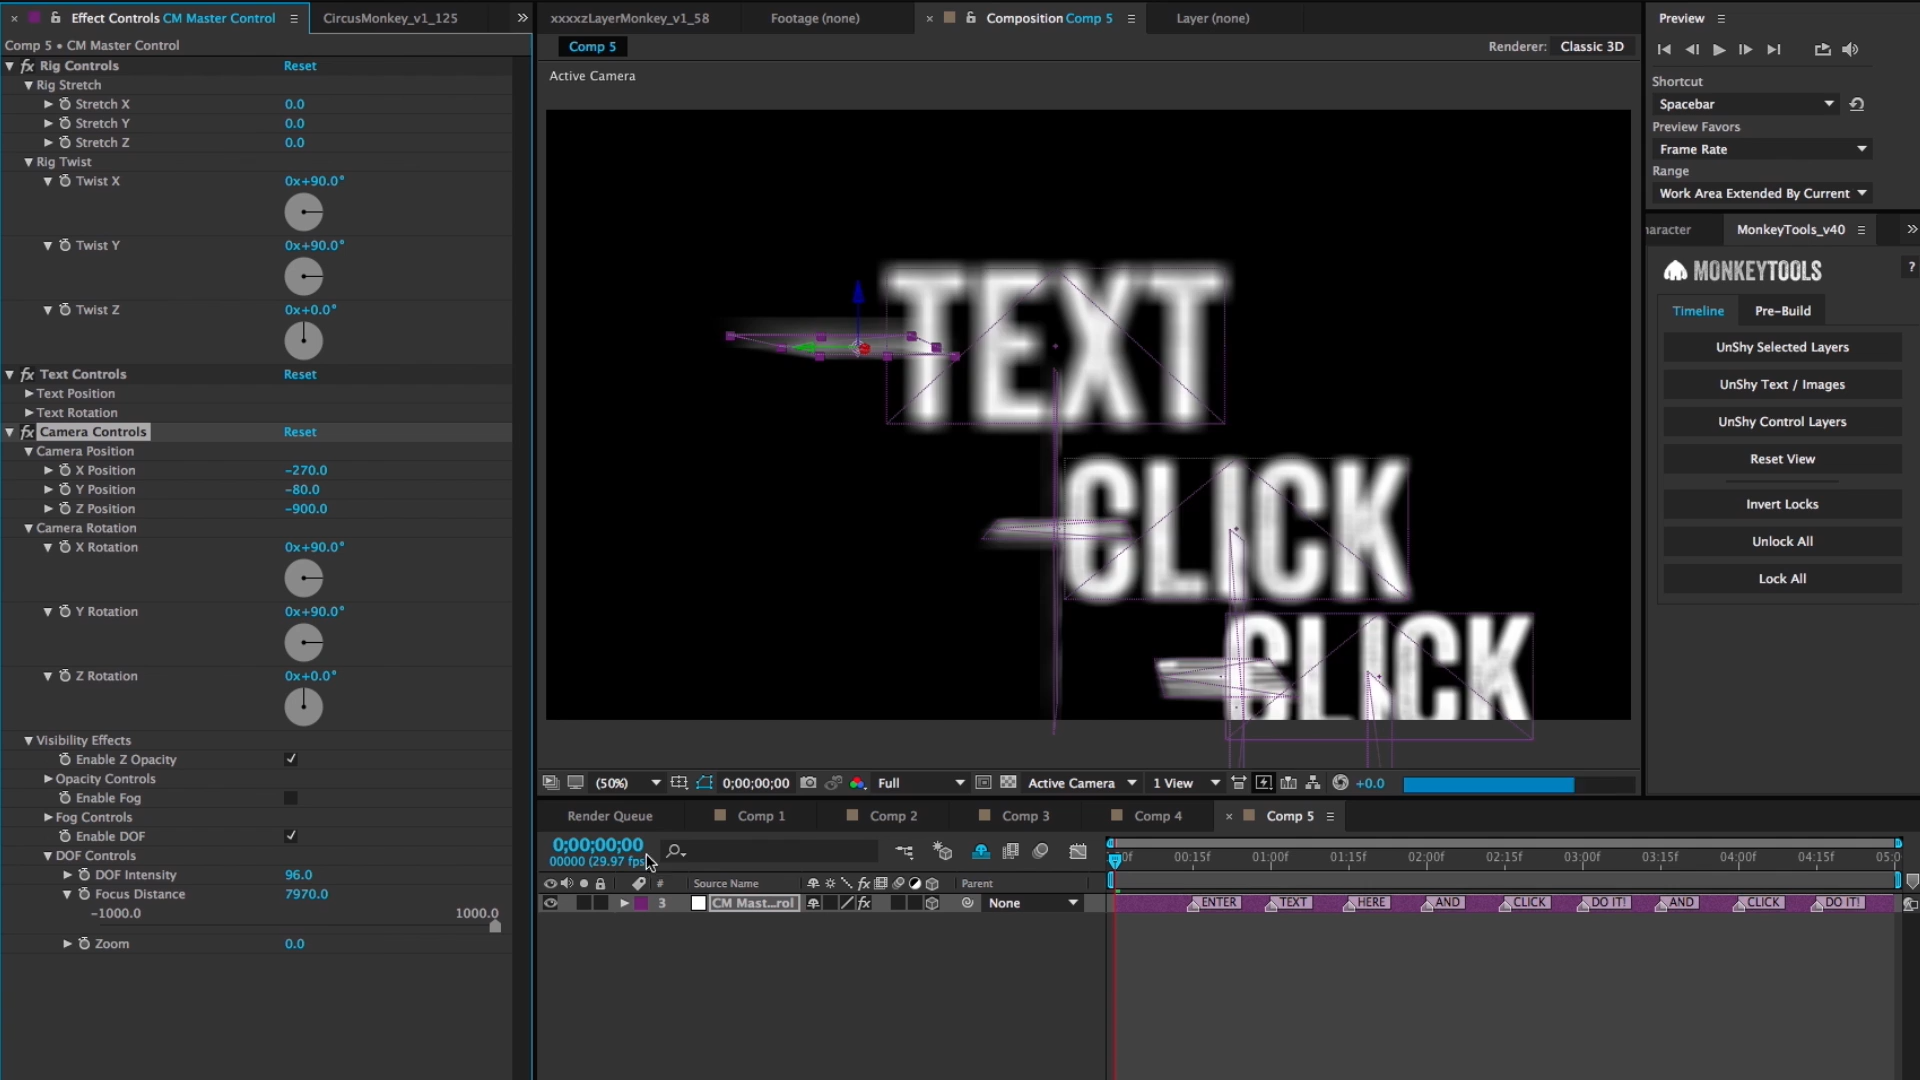 Effect Controls CM Master Control
CircusMonkey_v1_125
Comp 5 • CM Master Control
fx Rig Controls Reset
Rig Stretch
Stretch X 0.0
Stretch Y 0.0
Stretch Z 0.0
Rig Twist
Twist X 0x+90.0°
Twist Y 0x+90.0°
Twist Z 0x+0.0°
fx Text Controls Reset
Text Position
Text Rotation
fx Camera Controls Reset
Camera Position
X Position -270.0
Y Position -80.0
Z Position -900.0
Camera Rotation
X Rotation 0x+90.0°
Y Rotation 0x+90.0°
Z Rotation 0x+0.0°
Visibility Effects
Enable Z Opacity
Opacity Controls
Enable Fog
Fog Controls
Enable DOF
DOF Controls
DOF Intensity 96.0
Focus Distance 7970.0
-1000.0 1000.0
Zoom 0.0
xxxxzLayerMonkey_v1_58
Footage (none)
Composition Comp 5
Layer (none)
Comp 5
Renderer: Classic 3D
Active Camera
TEXT
CLICK
CLICK
(50%) 0;00;00;00 Full Active Camera 1 View +0.0
Render Queue Comp 1 Comp 2 Comp 3 Comp 4 Comp 5
0;00;00;00
00000 (29.97 fps)
00:15f 01:00f 01:15f 02:00f 02:15f 03:00f 03:15f 04:00f 04:15f 05:0
# Source Name fx Parent
3 CM Mast...rol fx None
ENTER TEXT HERE AND CLICK DO IT! AND CLICK DO IT!
Preview
Shortcut
Spacebar
Preview Favors
Frame Rate
Range
Work Area Extended By Current
aracter
MonkeyTools_v40
MONKEYTOOLS
?
Timeline Pre-Build
UnShy Selected Layers
UnShy Text / Images
UnShy Control Layers
Reset View
Invert Locks
Unlock All
Lock All